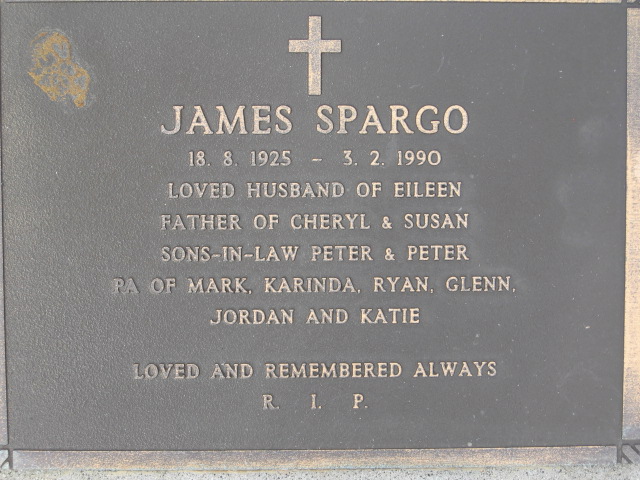 JAMES SPARGO
18. 8. 1925 – 3. 2. 1990
LOVED HUSBAND OF EILEEN
FATHER OF CHERYL & SUSAN
SONS-IN-LAW PETER & PETER
PA OF MARK, KARINDA, RYAN, GLENN,
JORDAN AND KATIE
LOVED AND REMEMBERED ALWAYS
R. I. P.